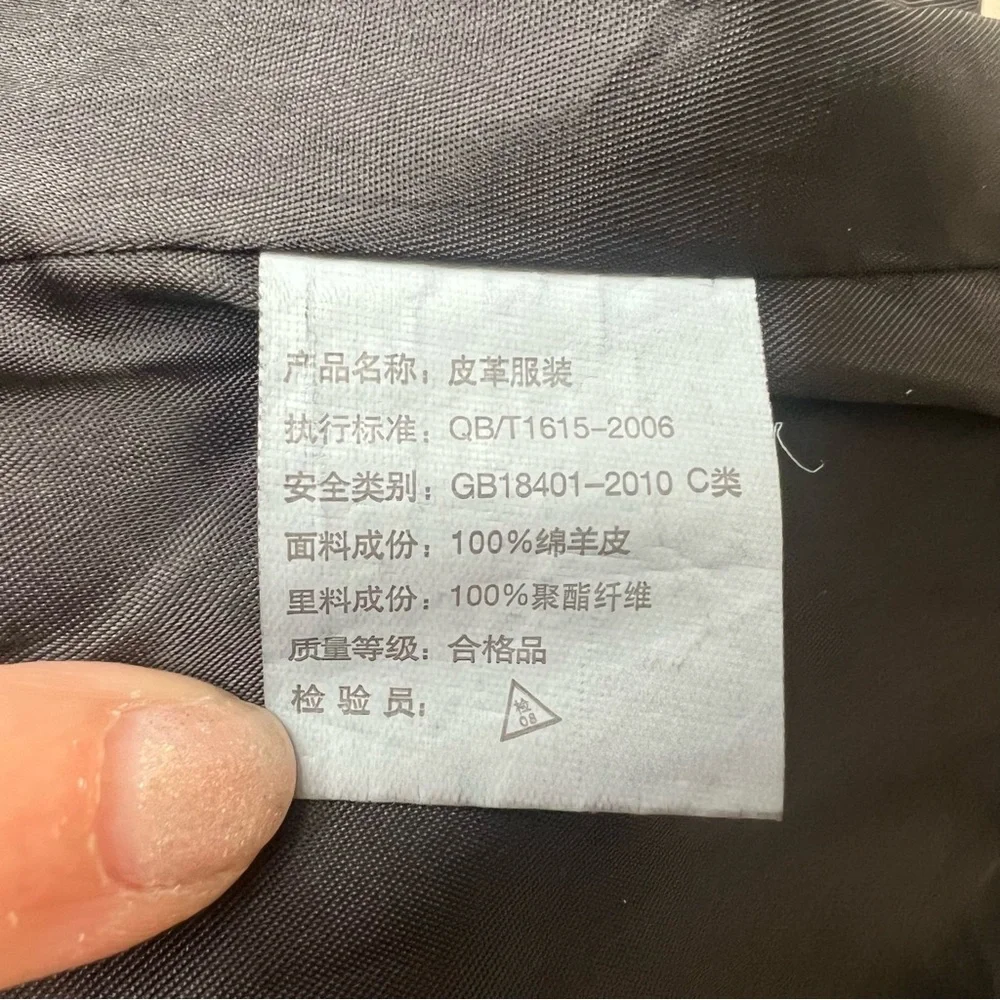 产品名称：皮革服装
执行标准：QB/T1615-2006
安全类别：GB18401-2010 C类
面料成份：100%绵羊皮
里料成份：100%聚酯纤维
质量等级：合格品
检验员：
检
08